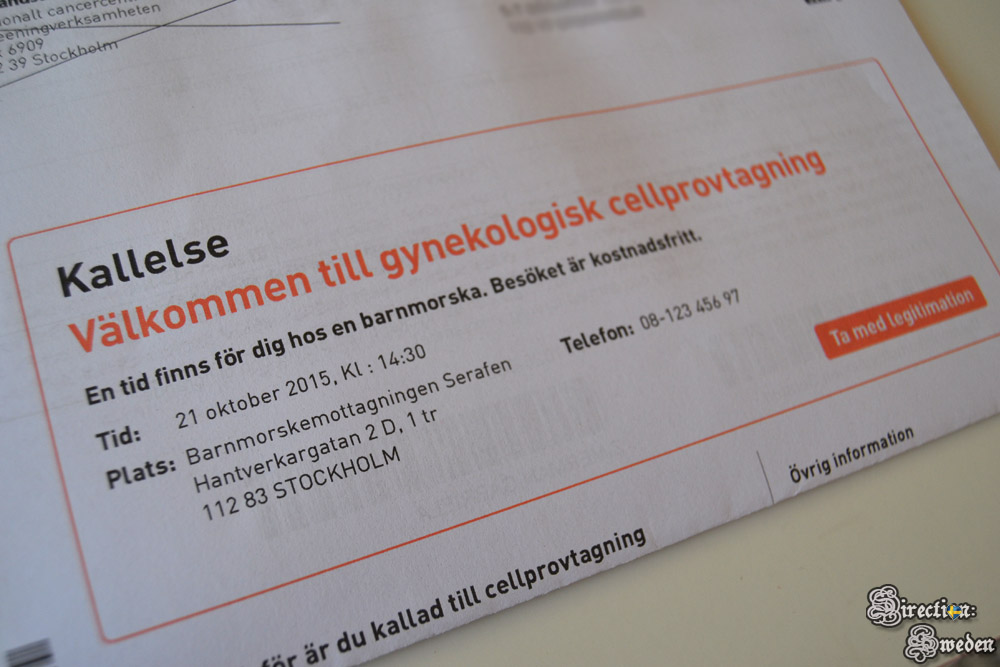 onalt cancercent
eeningverksamheten
6909
39 Stockholm
Kallelse
Välkommen till gynekologisk cellprovtagning
En tid finns för dig hos en barnmorska. Besöket är kostnadsfritt.
Tid: 21 oktober 2015, Kl : 14:30
Telefon: 08-123 456 97
Ta med legitimation
Plats: Barnmorskemottagningen Serafen
Hantverkargatan 2 D, 1 tr
112 83 STOCKHOLM
Övrig information
för är du kallad till cellprovtagning
Direction:
Sweden